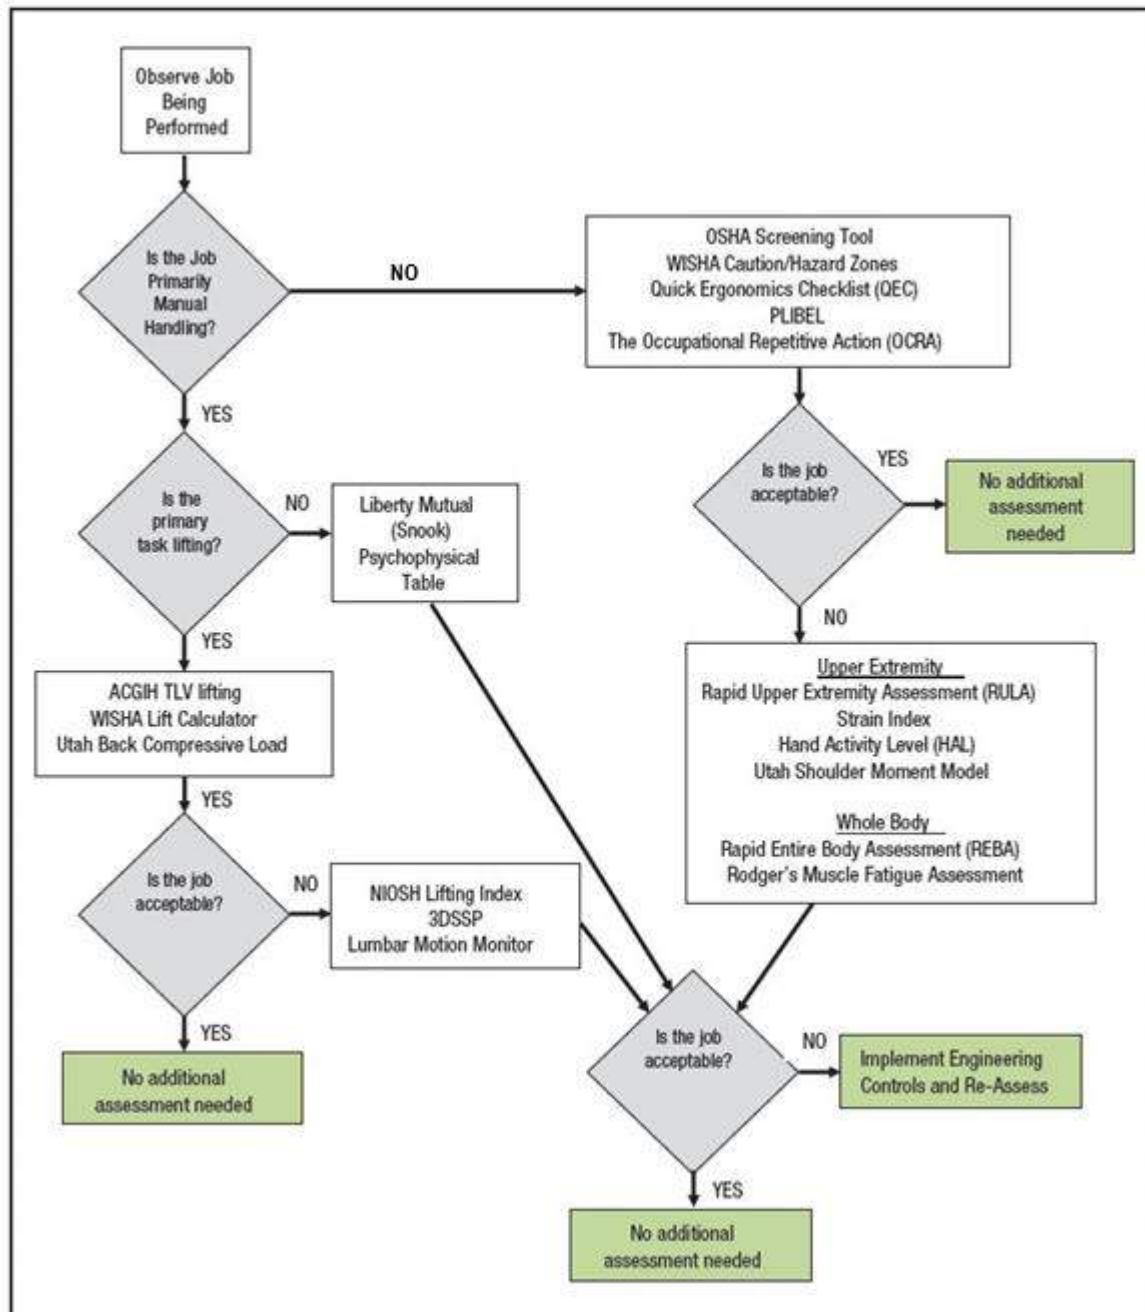 Observe Job
Being
Performed
Is the Job
Primarily
Manual
Handling?
NO
OSHA Screening Tool
WISHA Caution/Hazard Zones
Quick Ergonomics Checklist (QEC)
PLIBEL
The Occupational Repetitive Action (OCRA)
YES
Is the
primary
task lifting?
NO
Liberty Mutual
(Snook)
Psychophysical
Table
Is the job
acceptable?
YES
No additional
assessment
needed
NO
YES
ACGIH TLV lifting
WISHA Lift Calculator
Utah Back Compressive Load
Upper Extremity
Rapid Upper Extremity Assessment (RULA)
Strain Index
Hand Activity Level (HAL)
Utah Shoulder Moment Model
Whole Body
Rapid Entire Body Assessment (REBA)
Rodger's Muscle Fatigue Assessment
YES
Is the job
acceptable?
NO
NIOSH Lifting Index
3DSSP
Lumbar Motion Monitor
YES
No additional
assessment needed
Is the job
acceptable?
NO
Implement Engineering
Controls and Re-Assess
YES
No additional
assessment needed